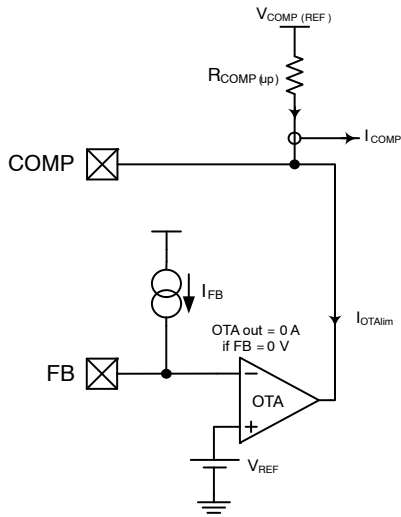 VCOMP (REF)
RCOMP (up)
ICOMP
COMP
IFB
OTA out = 0 A
if FB = 0 V
IOTAlim
FB
−
OTA
+
VREF